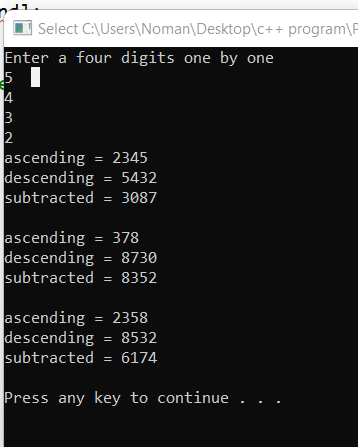 ndl;
Select C:\Users\Noman\Desktop\c++ program\P
Enter a four digits one by one
5
4
3
2
ascending = 2345
descending = 5432
subtracted = 3087
ascending = 378
descending = 8730
subtracted = 8352
ascending = 2358
descending = 8532
subtracted = 6174
Press any key to continue . . .